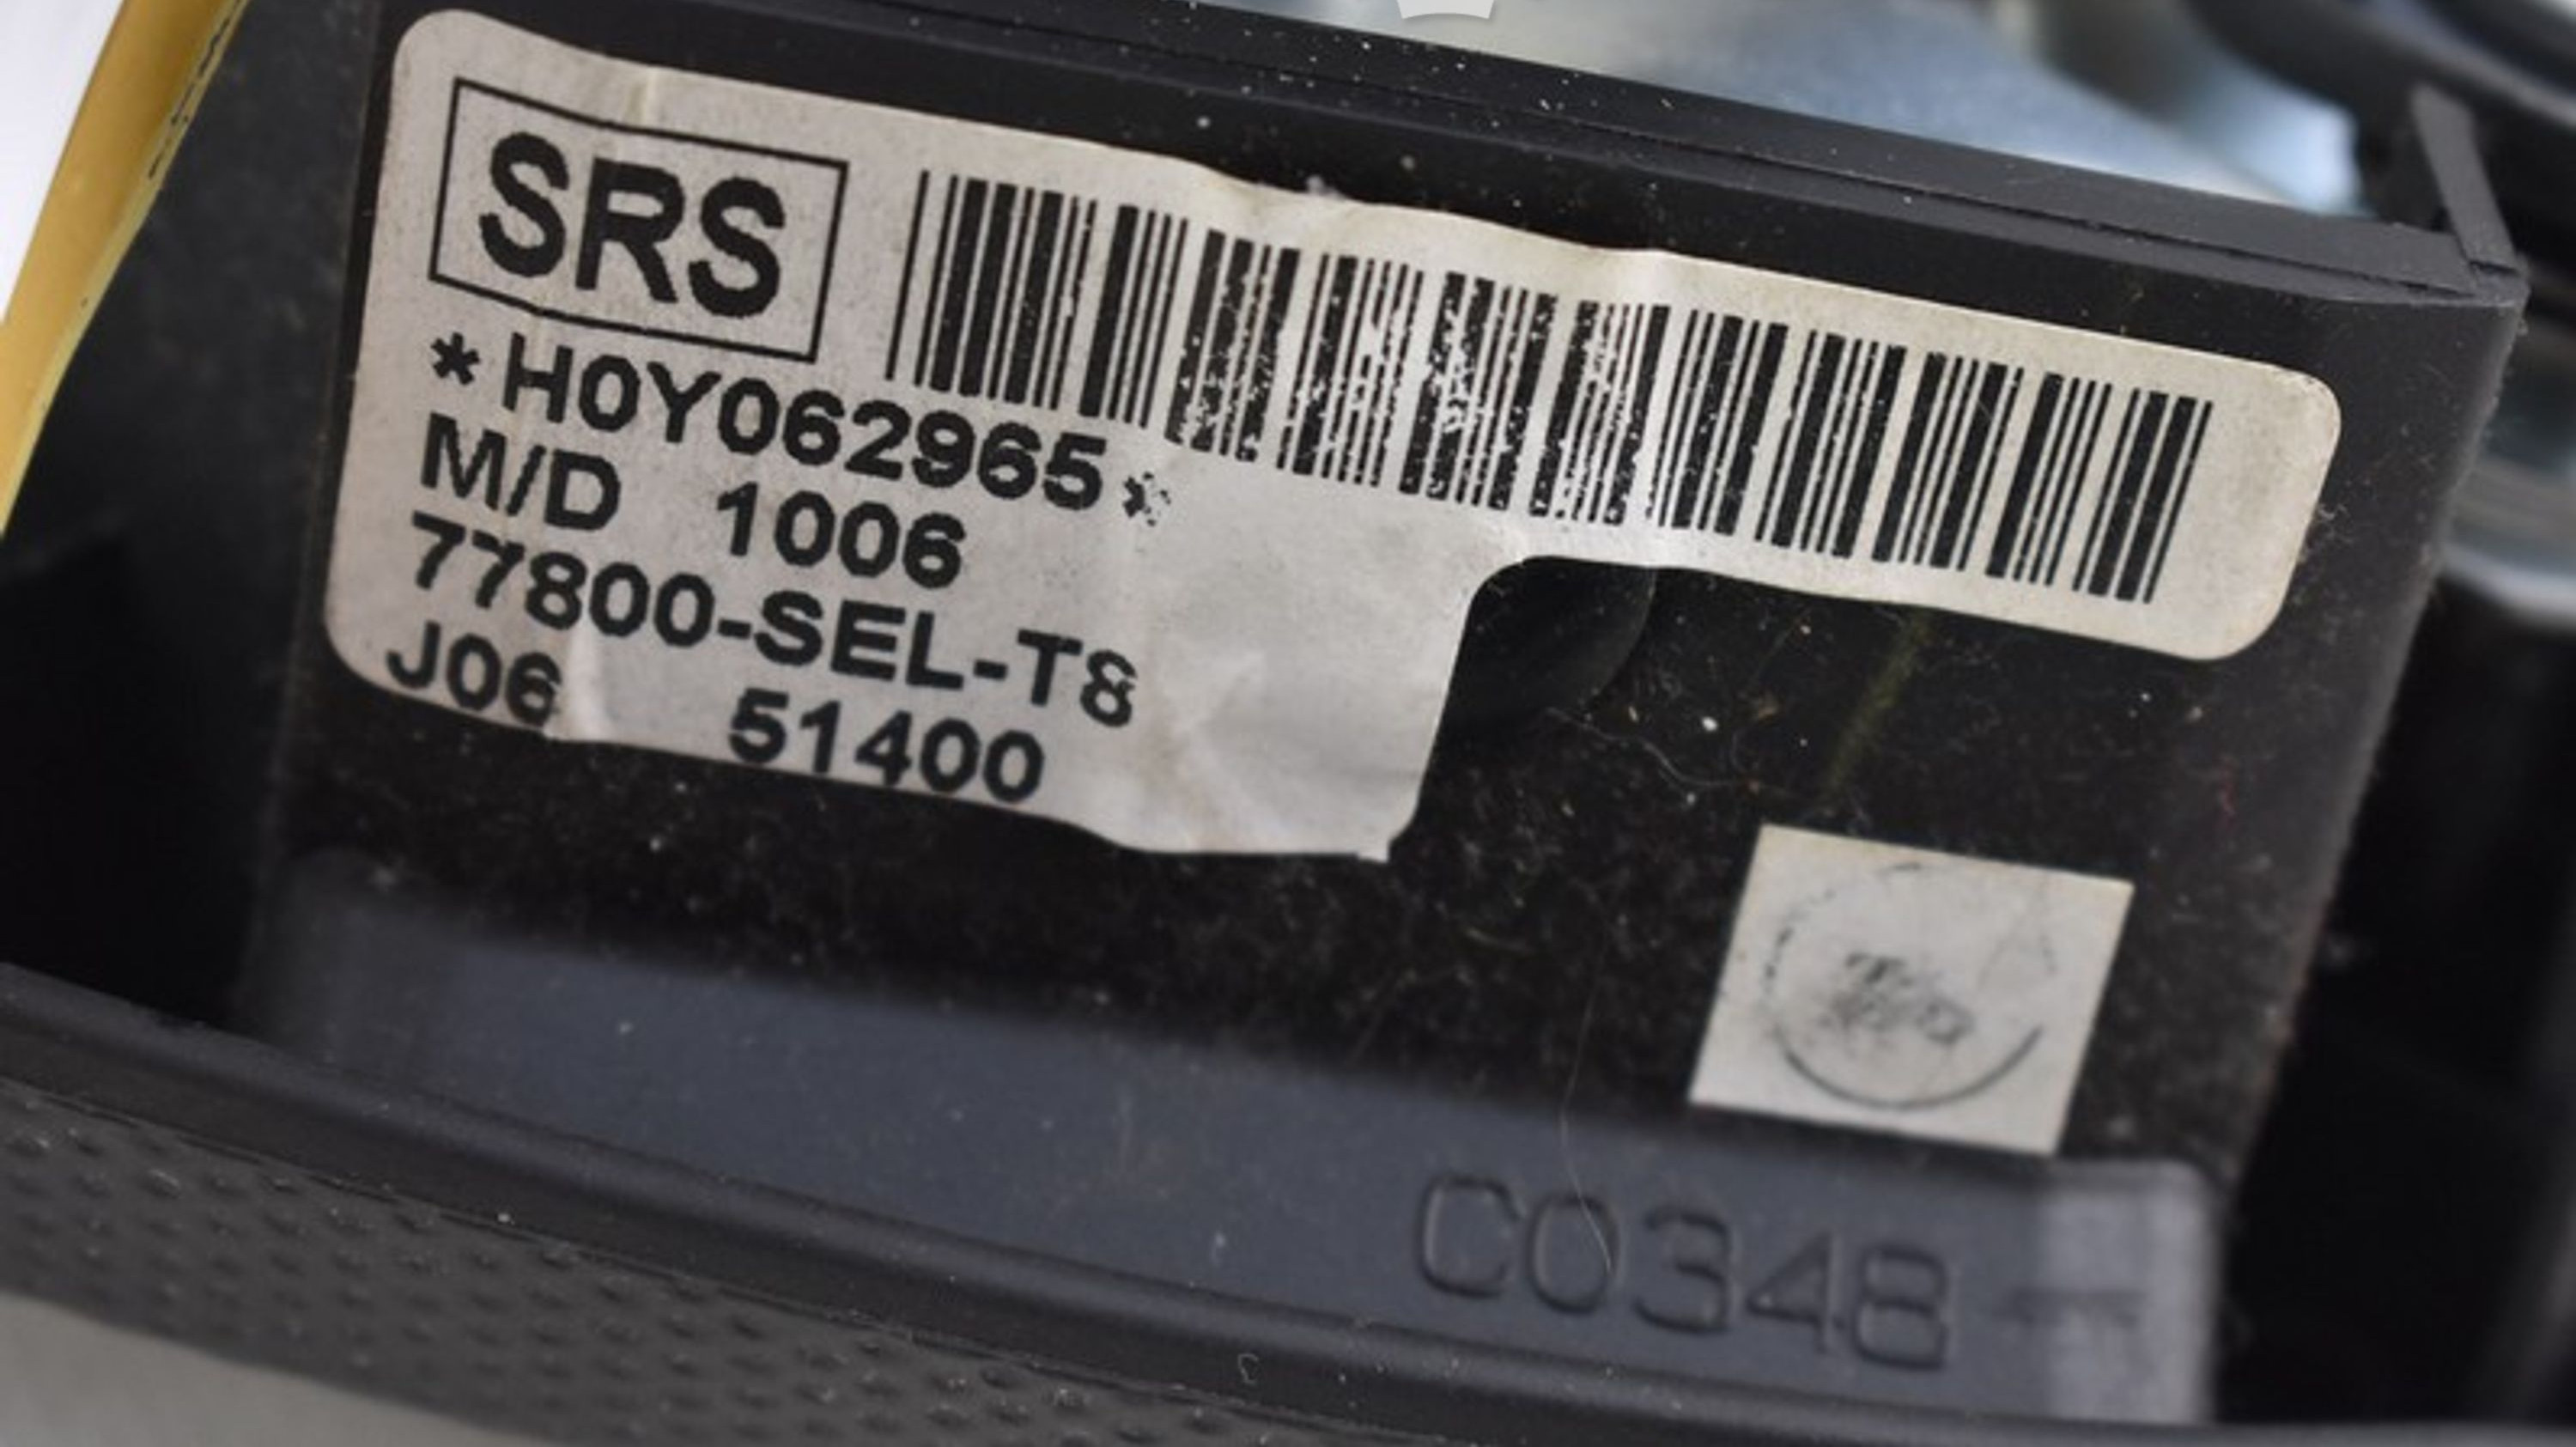 SRS
*H0Y062965*
M/D 1006
77800-SEL-T8
J06 51400
C0348